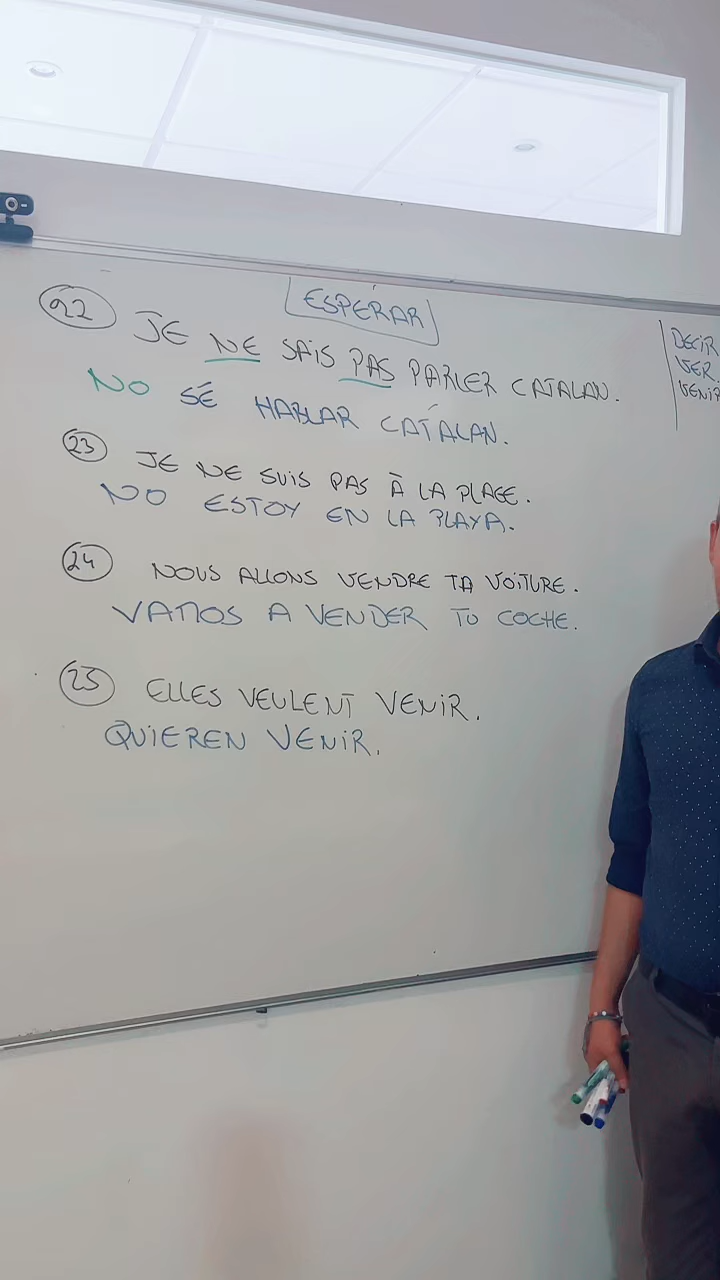 ESPERAR
22 JE NE SAIS PAS PARLER CATALAN.
NO SÉ HABLAR CATALÁN.
23 JE NE SUIS PAS À LA PLAGE.
NO ESTOY EN LA PLAYA.
24 NOUS ALLONS VENDRE TA VOITURE.
VAMOS A VENDER TU COCHE.
25 ELLES VEULENT VENIR.
QUIEREN VENIR.
DECIR
VER
VENIR